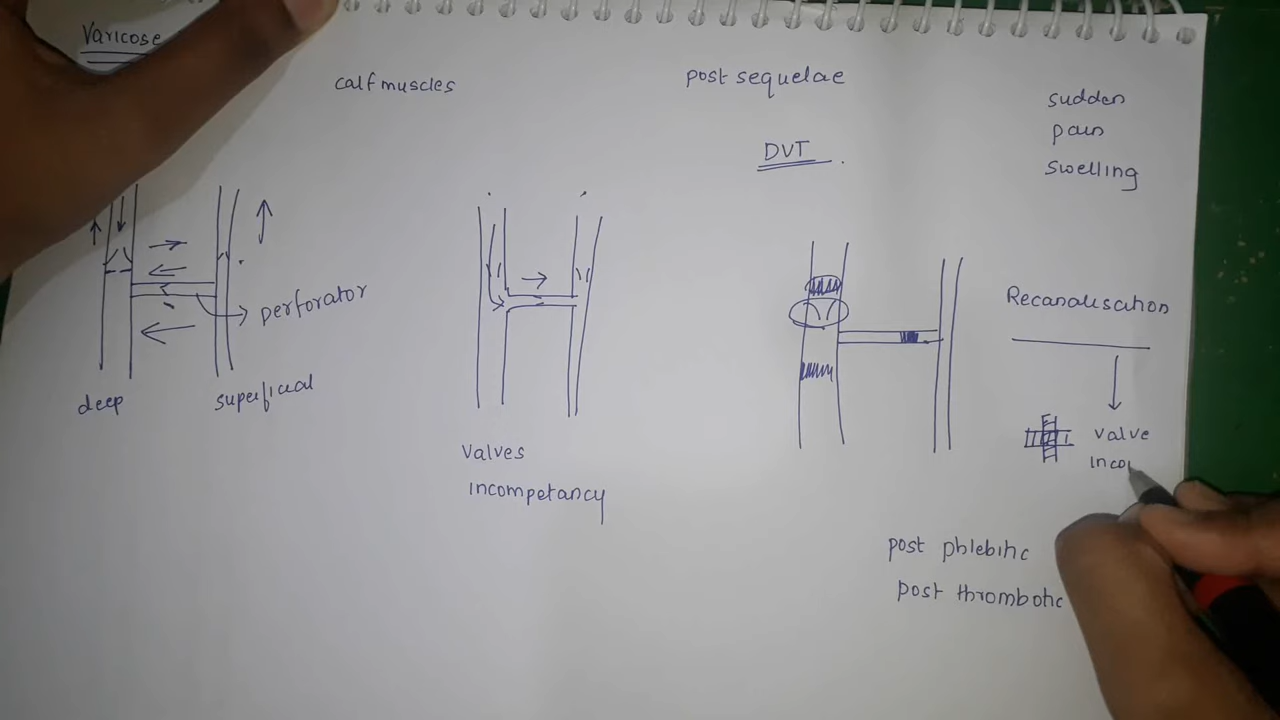 Varicose
calf muscles
post sequelae
sudden
pain
swelling
DVT
perforator
deep
superficial
Valves
incompetancy
Recanalisation
valve
inco
post phlebitic
post thrombotic